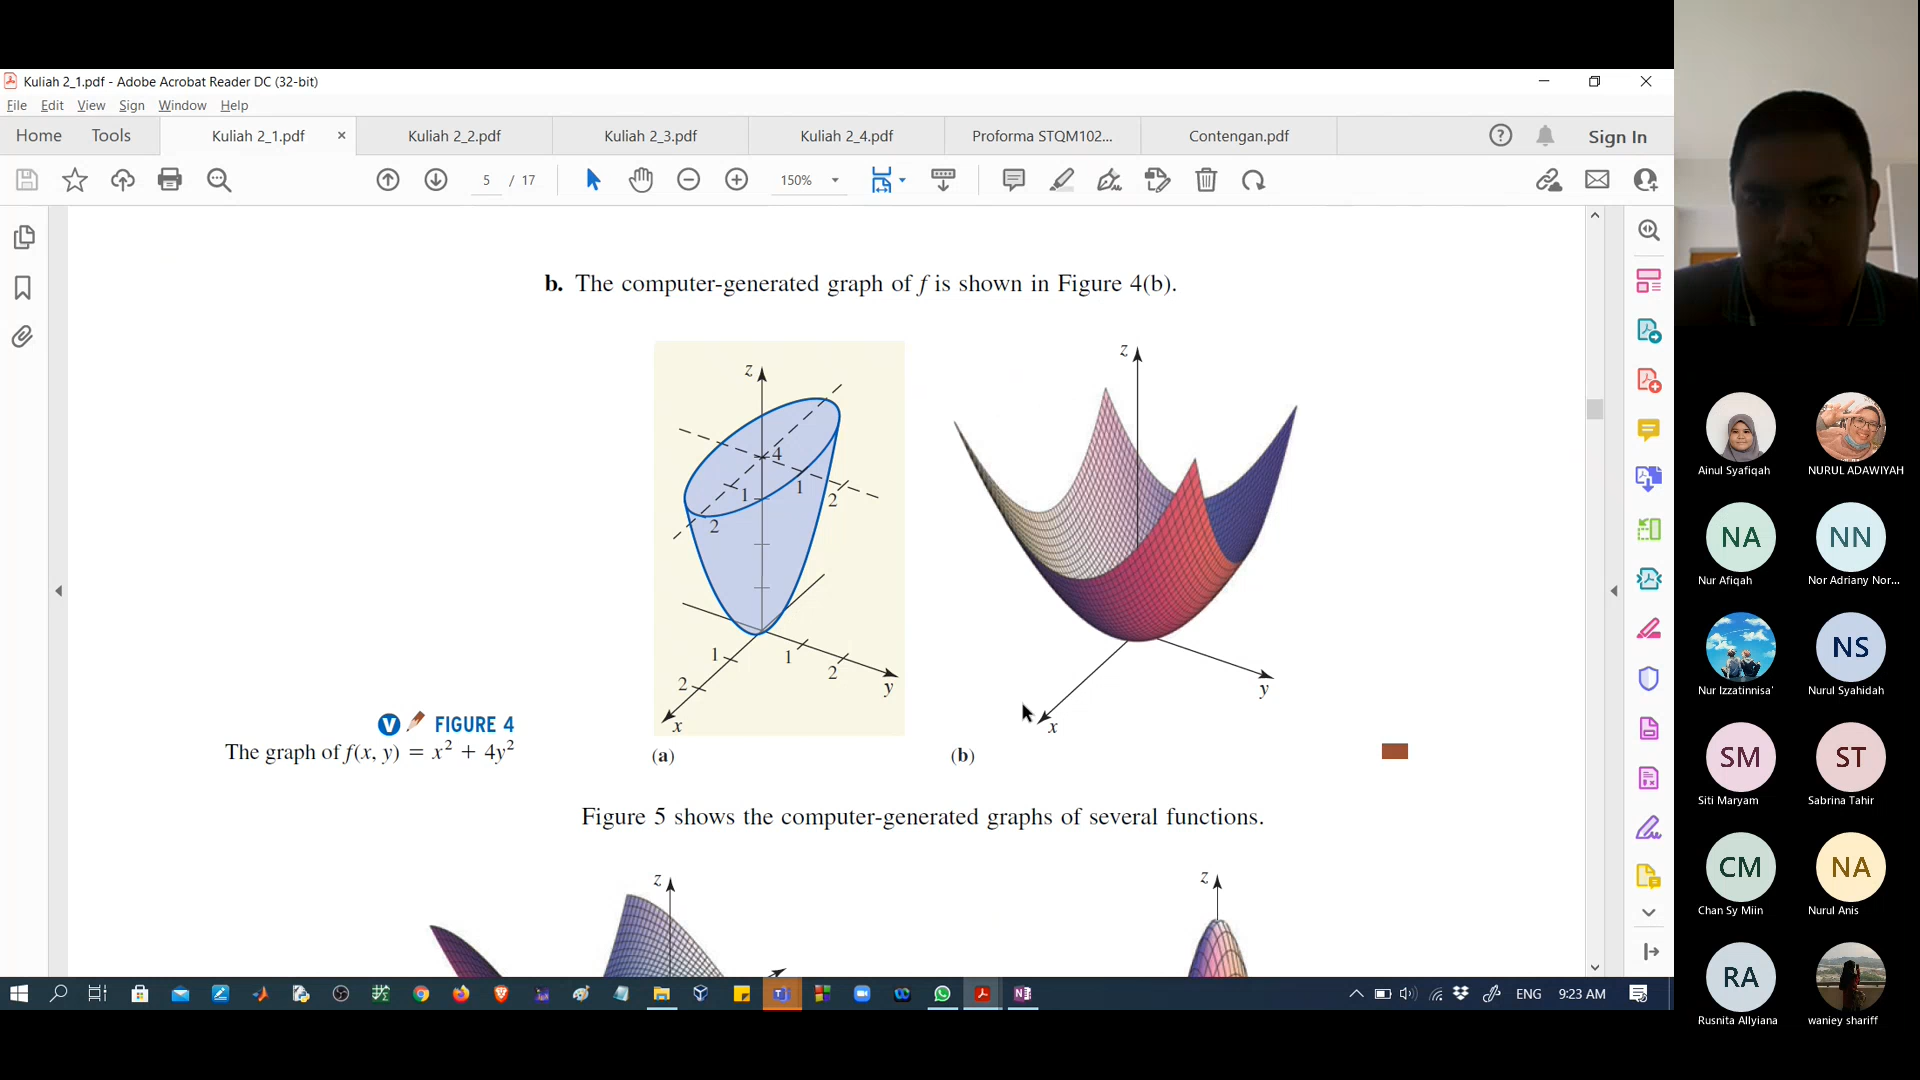 Kuliah 2_1.pdf - Adobe Acrobat Reader DC (32-bit)
File Edit View Sign Window Help
Home Tools Kuliah 2_1.pdf × Kuliah 2_2.pdf Kuliah 2_3.pdf Kuliah 2_4.pdf Proforma STQM102... Contengan.pdf Sign In
5 / 17 150%
b. The computer-generated graph of f is shown in Figure 4(b).
z
4
1 1 2
2
1 1
2 2
y
x
z
y
x
V FIGURE 4
The graph of f(x, y) = x² + 4y²
(a) (b)
Figure 5 shows the computer-generated graphs of several functions.
z z
ENG 9:23 AM
Ainul Syafiqah NURUL ADAWIYAH
NA NN
Nur Afiqah Nor Adriany Nor...
NS
Nur Izzatinnisa' Nurul Syahidah
SM ST
Siti Maryam Sabrina Tahir
CM NA
Chan Sy Miin Nurul Anis
RA
Rusnita Allyiana waniey shariff